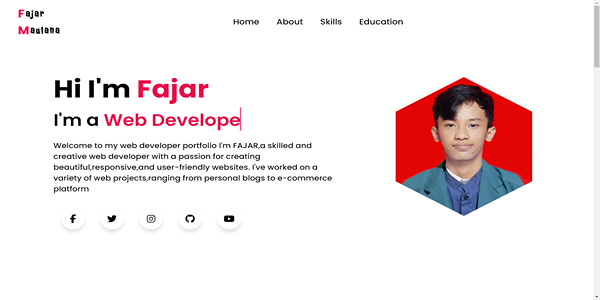 Fajar
Maulana
Home About Skills Education
Hi I'm Fajar
I'm a Web Develope
Welcome to my web developer portfolio I'm FAJAR,a skilled and
creative web developer with a passion for creating
beautiful,responsive,and user-friendly websites. I've worked on a
variety of web projects,ranging from personal blogs to e-commerce
platform